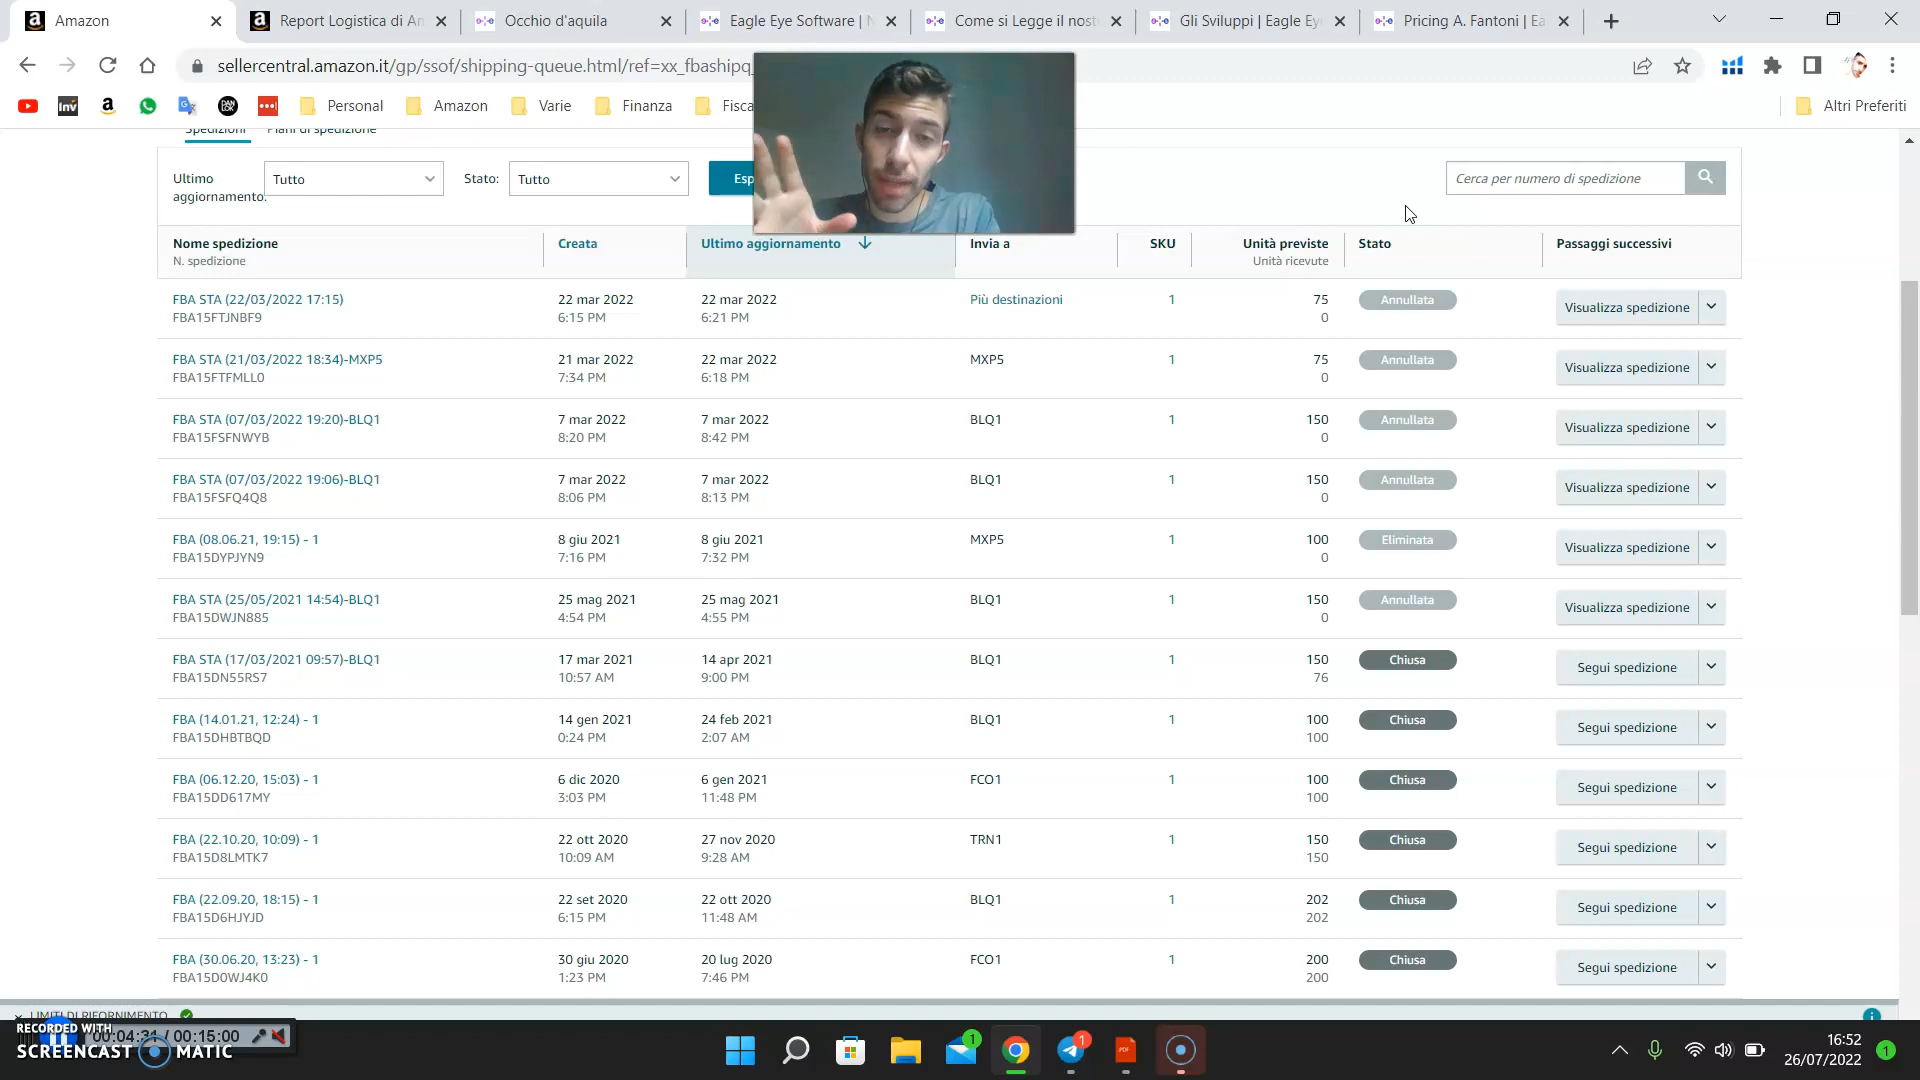 Amazon
Report Logistica di Am
Occhio d'aquila
Eagle Eye Software | N
Come si Legge il nost
Gli Sviluppi | Eagle Ey
Pricing A. Fantoni | Ea
sellercentral.amazon.it/gp/ssof/shipping-queue.html/ref=xx_fbashipq_
Personal
Amazon
Varie
Finanza
Fisca
Altri Preferiti
Spedizioni
Piani di spedizione
Ultimo aggiornamento:
Tutto
Stato:
Tutto
Esp
Cerca per numero di spedizione
Nome spedizione
N. spedizione
Creata
Ultimo aggiornamento
Invia a
SKU
Unità previste
Unità ricevute
Stato
Passaggi successivi
FBA STA (22/03/2022 17:15) 22 mar 2022 22 mar 2022 Più destinazioni 1 75 Annullata Visualizza spedizione
FBA15FTJNBF9 6:15 PM 6:21 PM 0
FBA STA (21/03/2022 18:34)-MXP5 21 mar 2022 22 mar 2022 MXP5 1 75 Annullata Visualizza spedizione
FBA15FTFMLL0 7:34 PM 6:18 PM 0
FBA STA (07/03/2022 19:20)-BLQ1 7 mar 2022 7 mar 2022 BLQ1 1 150 Annullata Visualizza spedizione
FBA15FSFNWYB 8:20 PM 8:42 PM 0
FBA STA (07/03/2022 19:06)-BLQ1 7 mar 2022 7 mar 2022 BLQ1 1 150 Annullata Visualizza spedizione
FBA15FSFQ4Q8 8:06 PM 8:13 PM 0
FBA (08.06.21, 19:15) - 1 8 giu 2021 8 giu 2021 MXP5 1 100 Eliminata Visualizza spedizione
FBA15DYPJYN9 7:16 PM 7:32 PM 0
FBA STA (25/05/2021 14:54)-BLQ1 25 mag 2021 25 mag 2021 BLQ1 1 150 Annullata Visualizza spedizione
FBA15DWJN885 4:54 PM 4:55 PM 0
FBA STA (17/03/2021 09:57)-BLQ1 17 mar 2021 14 apr 2021 BLQ1 1 150 Chiusa Segui spedizione
FBA15DN55RS7 10:57 AM 9:00 PM 76
FBA (14.01.21, 12:24) - 1 14 gen 2021 24 feb 2021 BLQ1 1 100 Chiusa Segui spedizione
FBA15DHBTBQD 0:24 PM 2:07 AM 100
FBA (06.12.20, 15:03) - 1 6 dic 2020 6 gen 2021 FCO1 1 100 Chiusa Segui spedizione
FBA15DD617MY 3:03 PM 11:48 PM 100
FBA (22.10.20, 10:09) - 1 22 ott 2020 27 nov 2020 TRN1 1 150 Chiusa Segui spedizione
FBA15D8LMTK7 10:09 AM 9:28 AM 150
FBA (22.09.20, 18:15) - 1 22 set 2020 22 ott 2020 BLQ1 1 202 Chiusa Segui spedizione
FBA15D6HJYJD 6:15 PM 11:48 AM 202
FBA (30.06.20, 13:23) - 1 30 giu 2020 20 lug 2020 FCO1 1 200 Chiusa Segui spedizione
FBA15D0WJ4K0 1:23 PM 7:46 PM 200
LIMITI DI RIFORNIMENTO
RECORDED WITH
00:04:31 / 00:15:00
SCREENCAST MATIC
1
1
16:52
26/07/2022
1